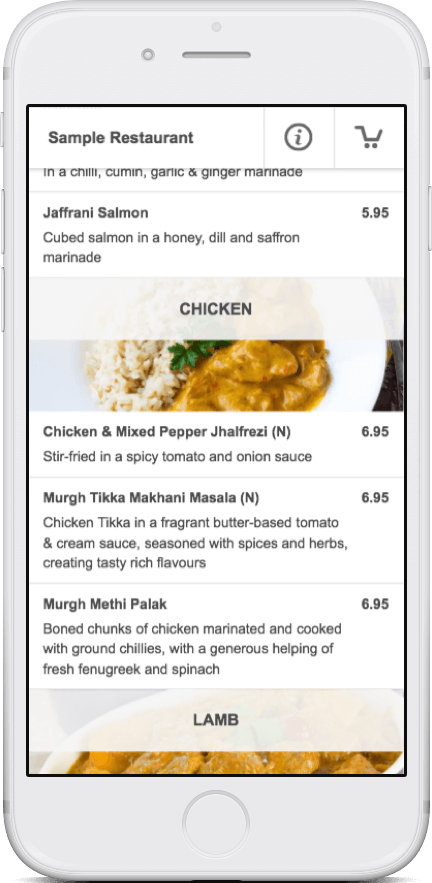 Sample Restaurant
in a chilli, cumin, garlic & ginger marinade
Jaffrani Salmon 5.95
Cubed salmon in a honey, dill and saffron
marinade
CHICKEN
Chicken & Mixed Pepper Jhalfrezi (N) 6.95
Stir-fried in a spicy tomato and onion sauce
Murgh Tikka Makhani Masala (N) 6.95
Chicken Tikka in a fragrant butter-based tomato
& cream sauce, seasoned with spices and herbs,
creating tasty rich flavours
Murgh Methi Palak 6.95
Boned chunks of chicken marinated and cooked
with ground chillies, with a generous helping of
fresh fenugreek and spinach
LAMB